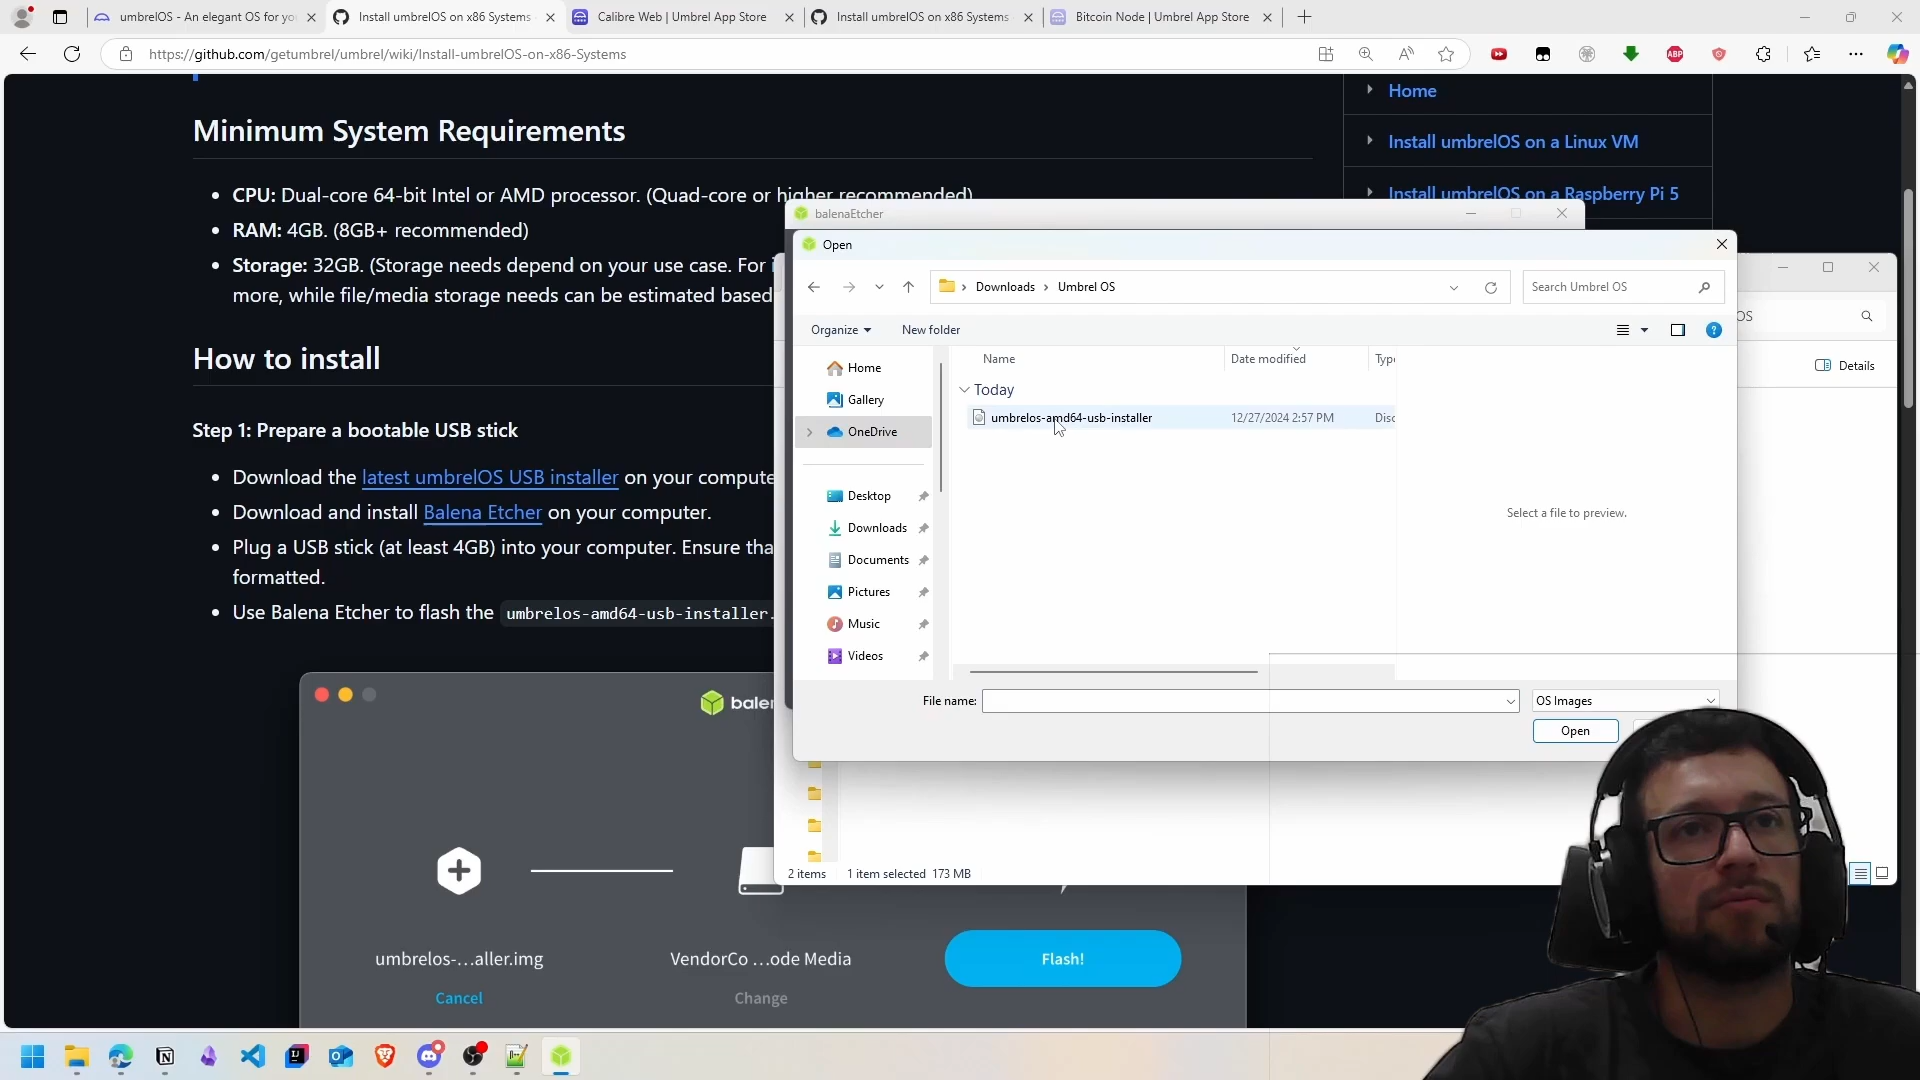 umbrelOS - An elegant OS for yo
Install umbrelOS on x86 Systems
Calibre Web | Umbrel App Store
Install umbrelOS on x86 Systems
Bitcoin Node | Umbrel App Store
https://github.com/getumbrel/umbrel/wiki/Install-umbrelOS-on-x86-Systems
ABP
Minimum System Requirements
CPU: Dual-core 64-bit Intel or AMD processor. (Quad-core or higher recommended)
RAM: 4GB. (8GB+ recommended)
Storage: 32GB. (Storage needs depend on your use case. For i
more, while file/media storage needs can be estimated based
How to install
Step 1: Prepare a bootable USB stick
Download the latest umbrelOS USB installer on your compute
Download and install Balena Etcher on your computer.
Plug a USB stick (at least 4GB) into your computer. Ensure tha
formatted.
Use Balena Etcher to flash the umbrelos-amd64-usb-installer.
balen
umbrelos-...aller.img
VendorCo ...ode Media
Flash!
Cancel
Change
Home
Install umbrelOS on a Linux VM
Install umbrelOS on a Raspberry Pi 5
balenaEtcher
Open
Downloads
Umbrel OS
Search Umbrel OS
Organize
New folder
Home
Gallery
OneDrive
Desktop
Downloads
Documents
Pictures
Music
Videos
Name
Date modified
Type
Today
umbrelos-amd64-usb-installer
12/27/2024 2:57 PM
Disc
Select a file to preview.
File name:
OS Images
Open
OS
Details
2 items
1 item selected 173 MB